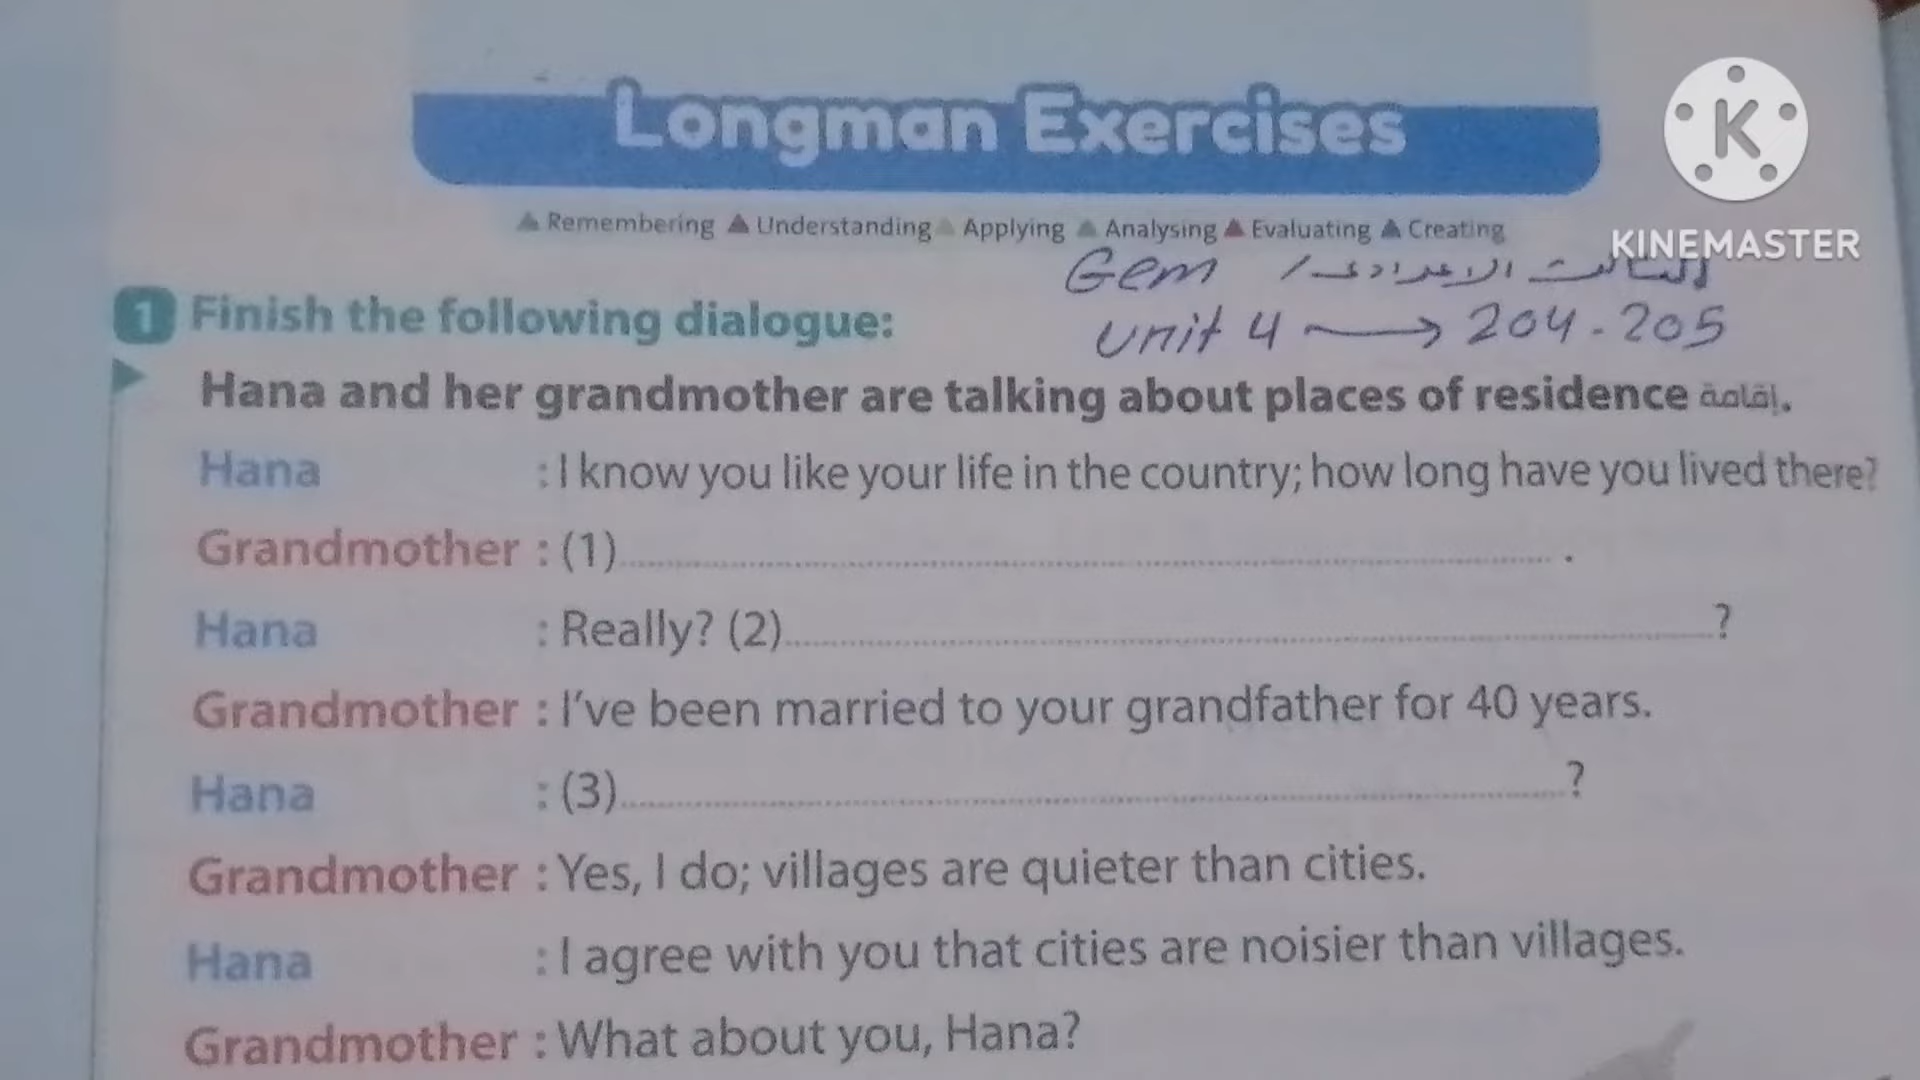 Longman Exercises
K
KINEMASTER
▲ Remembering ▲ Understanding ▲ Applying ▲ Analysing ▲ Evaluating ▲ Creating
Gem / الثالث الاعدادى
unit 4 → 204 - 205
1 Finish the following dialogue:
Hana and her grandmother are talking about places of residence إقامة.
Hana : I know you like your life in the country; how long have you lived there?
Grandmother : (1) .................... .
Hana : Really? (2) ....................?
Grandmother : I've been married to your grandfather for 40 years.
Hana : (3) ....................?
Grandmother : Yes, I do; villages are quieter than cities.
Hana : I agree with you that cities are noisier than villages.
Grandmother : What about you, Hana?